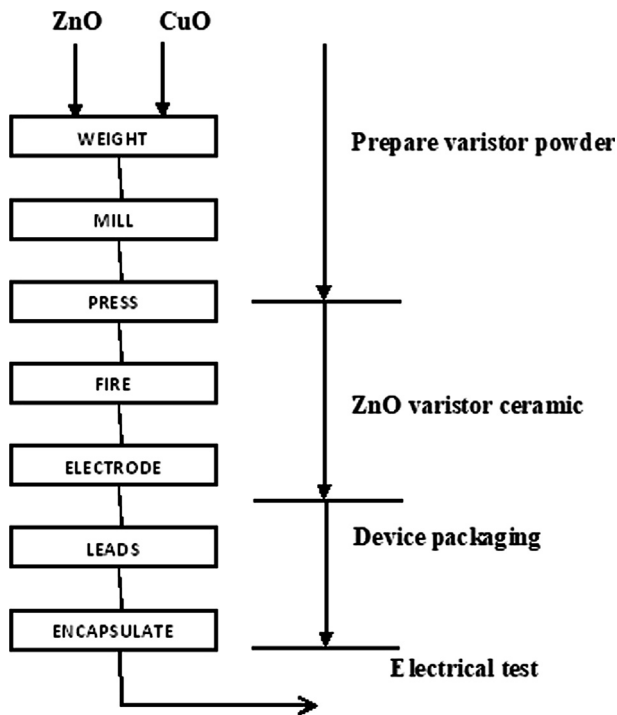 ZnO CuO
WEIGHT
Prepare varistor powder
MILL
PRESS
FIRE
ZnO varistor ceramic
ELECTRODE
Device packaging
LEADS
ENCAPSULATE
Electrical test